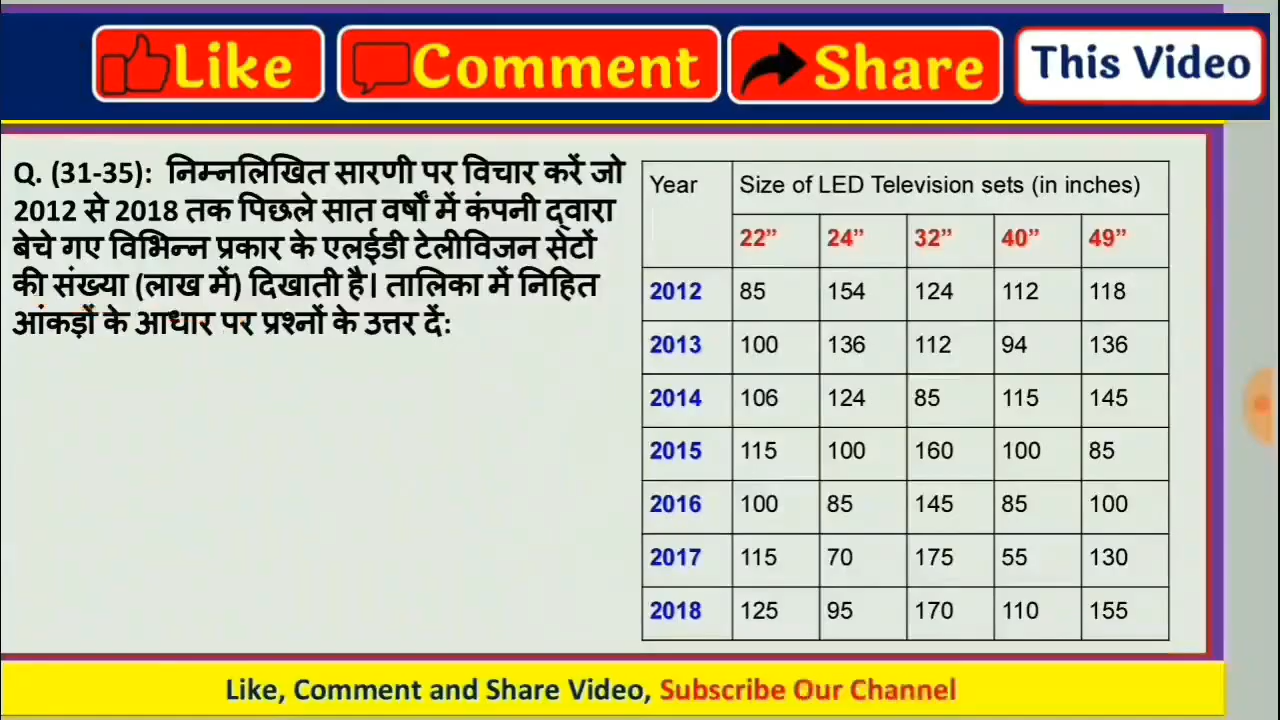 Like Comment Share This Video
Q. (31-35): निम्नलिखित सारणी पर विचार करें जो
2012 से 2018 तक पिछले सात वर्षों में कंपनी द्वारा
बेचे गए विभिन्न प्रकार के एलईडी टेलीविजन सेटों
की संख्या (लाख में) दिखाती है। तालिका में निहित
आंकड़ों के आधार पर प्रश्नों के उत्तर दें:
Year Size of LED Television sets (in inches)
22” 24” 32” 40” 49”
2012 85 154 124 112 118
2013 100 136 112 94 136
2014 106 124 85 115 145
2015 115 100 160 100 85
2016 100 85 145 85 100
2017 115 70 175 55 130
2018 125 95 170 110 155
Like, Comment and Share Video, Subscribe Our Channel